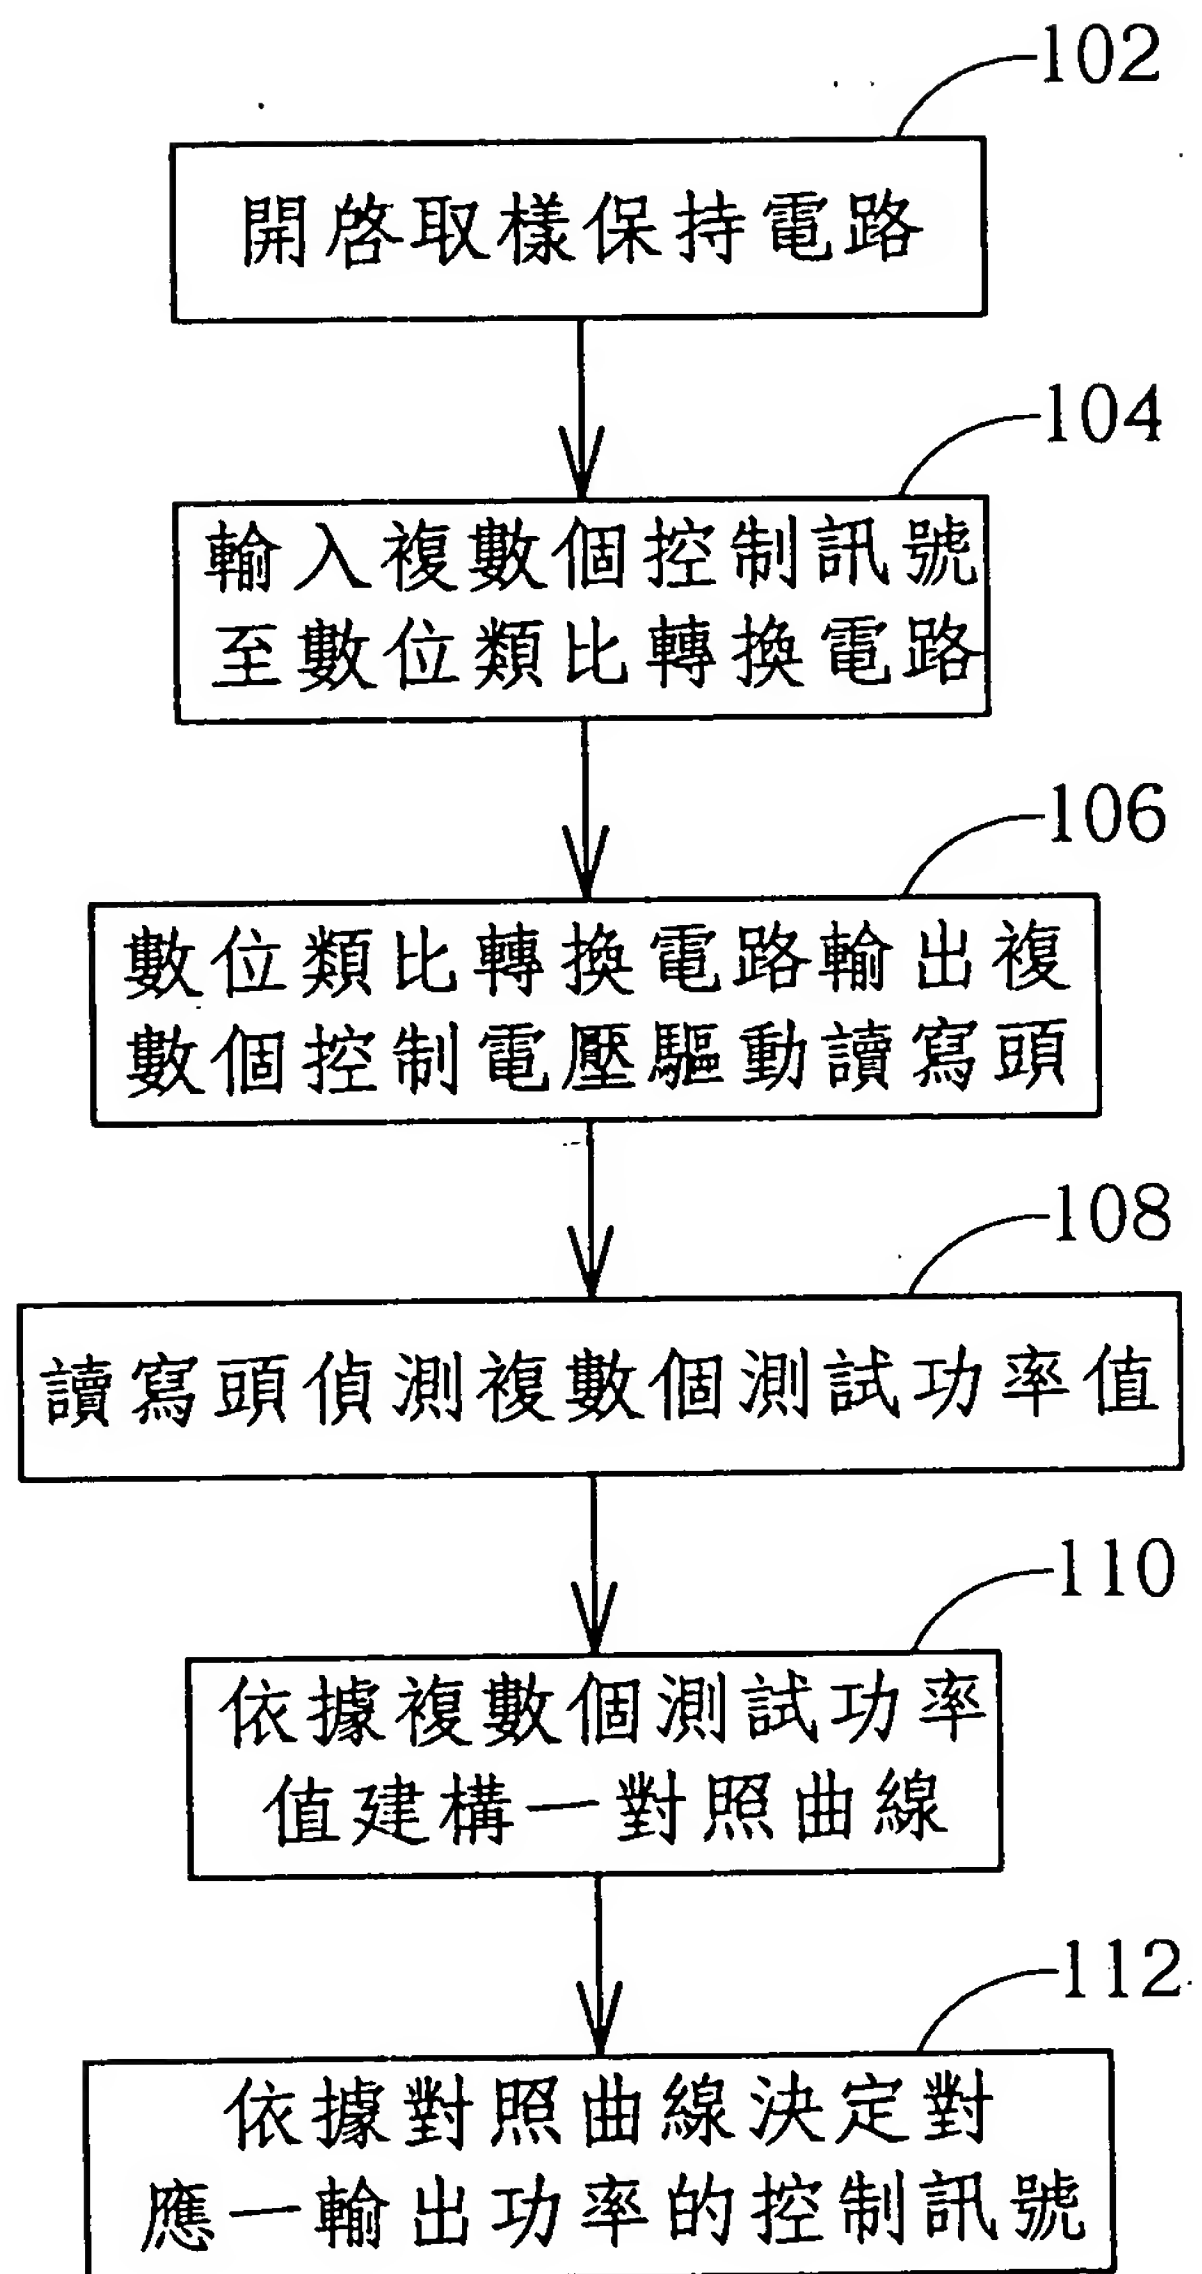 102
開啓取樣保持電路
104
輸入複數個控制訊號
至數位類比轉換電路
106
數位類比轉換電路輸出複
數個控制電壓驅動讀寫頭
108
讀寫頭偵測複數個測試功率值
110
依據複數個測試功率
值建構一對照曲線
112
依據對照曲線決定對
應一輸出功率的控制訊號